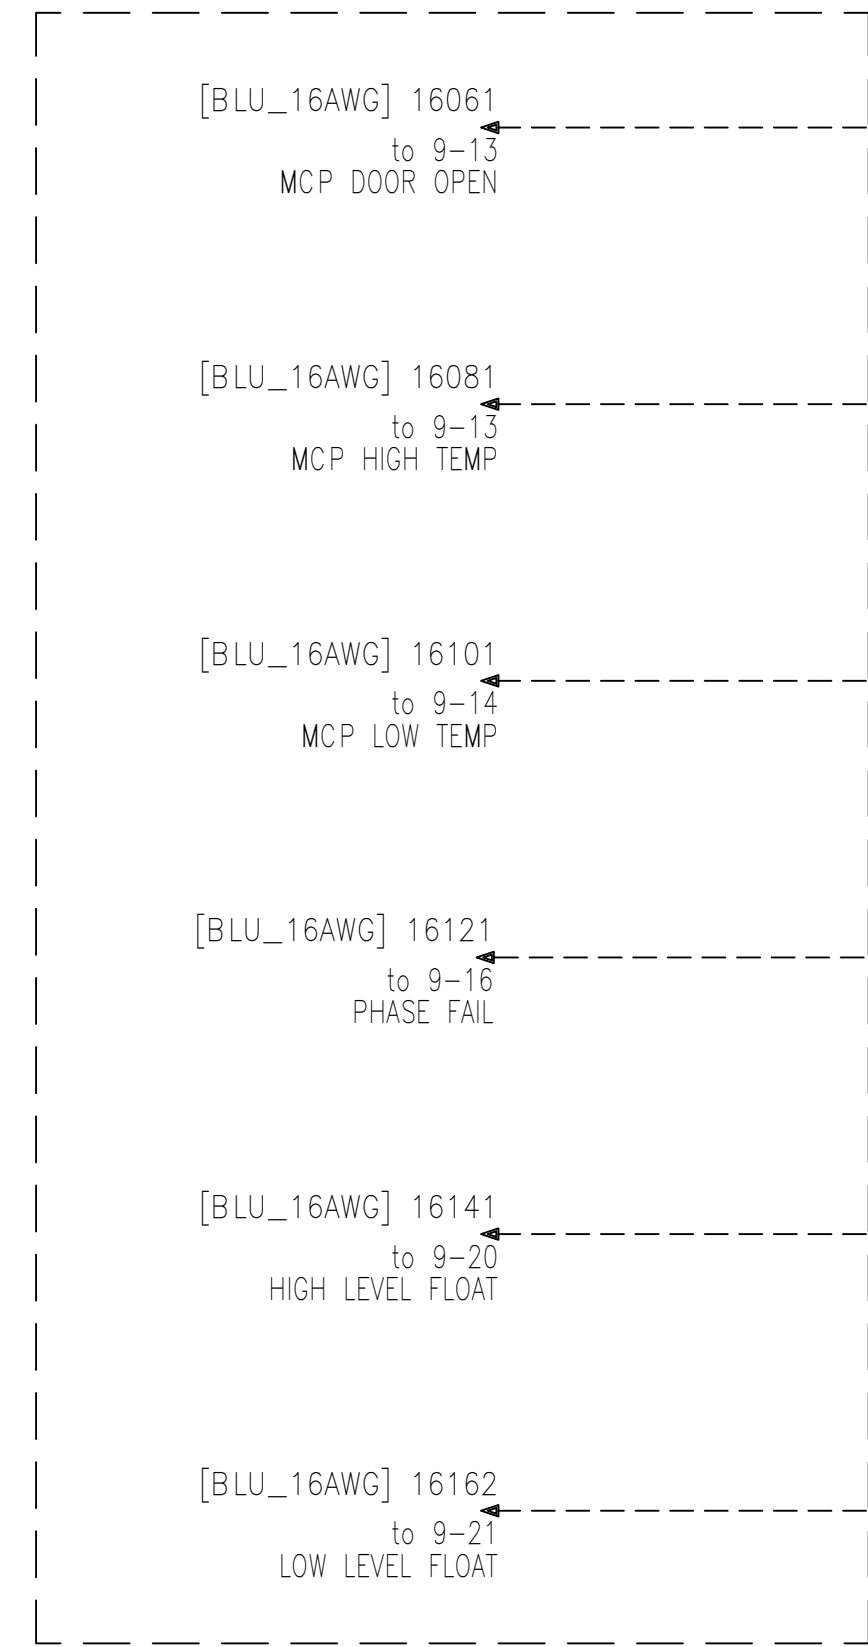 [BLU_16AWG] 16061
to 9-13
MCP DOOR OPEN
[BLU_16AWG] 16081
to 9-13
MCP HIGH TEMP
[BLU_16AWG] 16101
to 9-14
MCP LOW TEMP
[BLU_16AWG] 16121
to 9-16
PHASE FAIL
[BLU_16AWG] 16141
to 9-20
HIGH LEVEL FLOAT
[BLU_16AWG] 16162
to 9-21
LOW LEVEL FLOAT